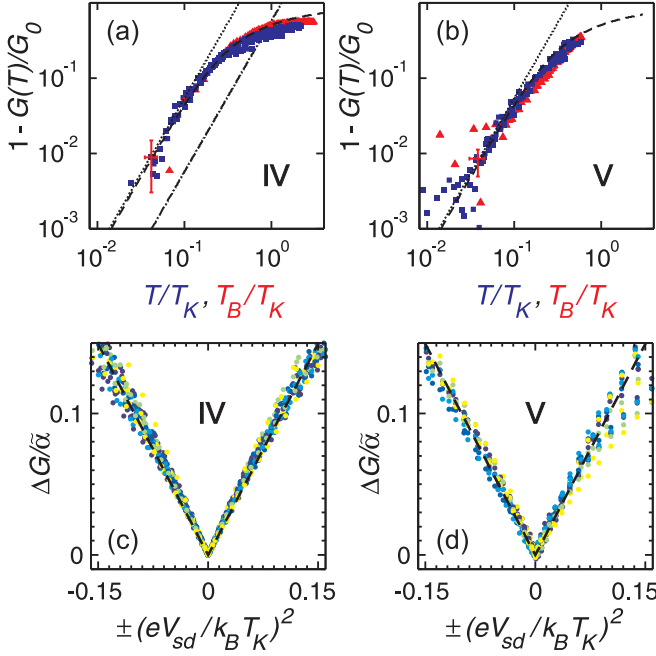 (a)
1 - G(T)/G0
10^-1
10^-2
10^-3
IV
10^-2 10^-1 10^0
T/TK, TB/TK
(b)
1 - G(T)/G0
10^-1
10^-2
10^-3
V
10^-2 10^-1 10^0
T/TK, TB/TK
ΔG/α̃
0.1
0
IV
(c)
-0.15 0 0.15
±(eVsd/kBTK)^2
ΔG/α̃
0.1
0
V
(d)
-0.15 0 0.15
±(eVsd/kBTK)^2